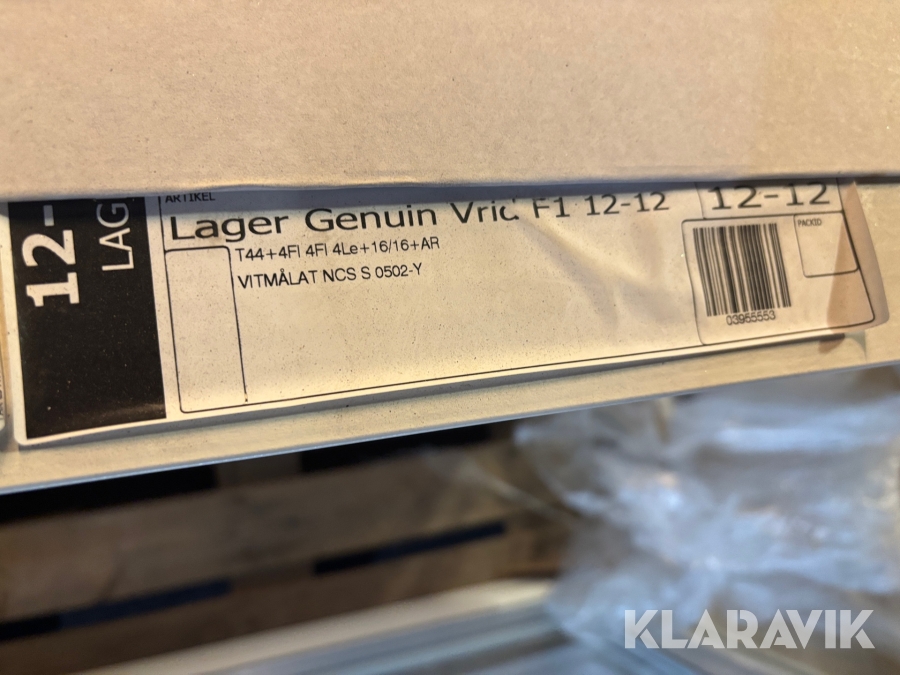 12-
LAG
ARTIKEL
Lager Genuin Vrid F1 12-12
12-12
T44+4Fl 4Fl 4Le+16/16+AR
VITMÅLAT NCS S 0502-Y
PACKID
03965553
KLARAVIK